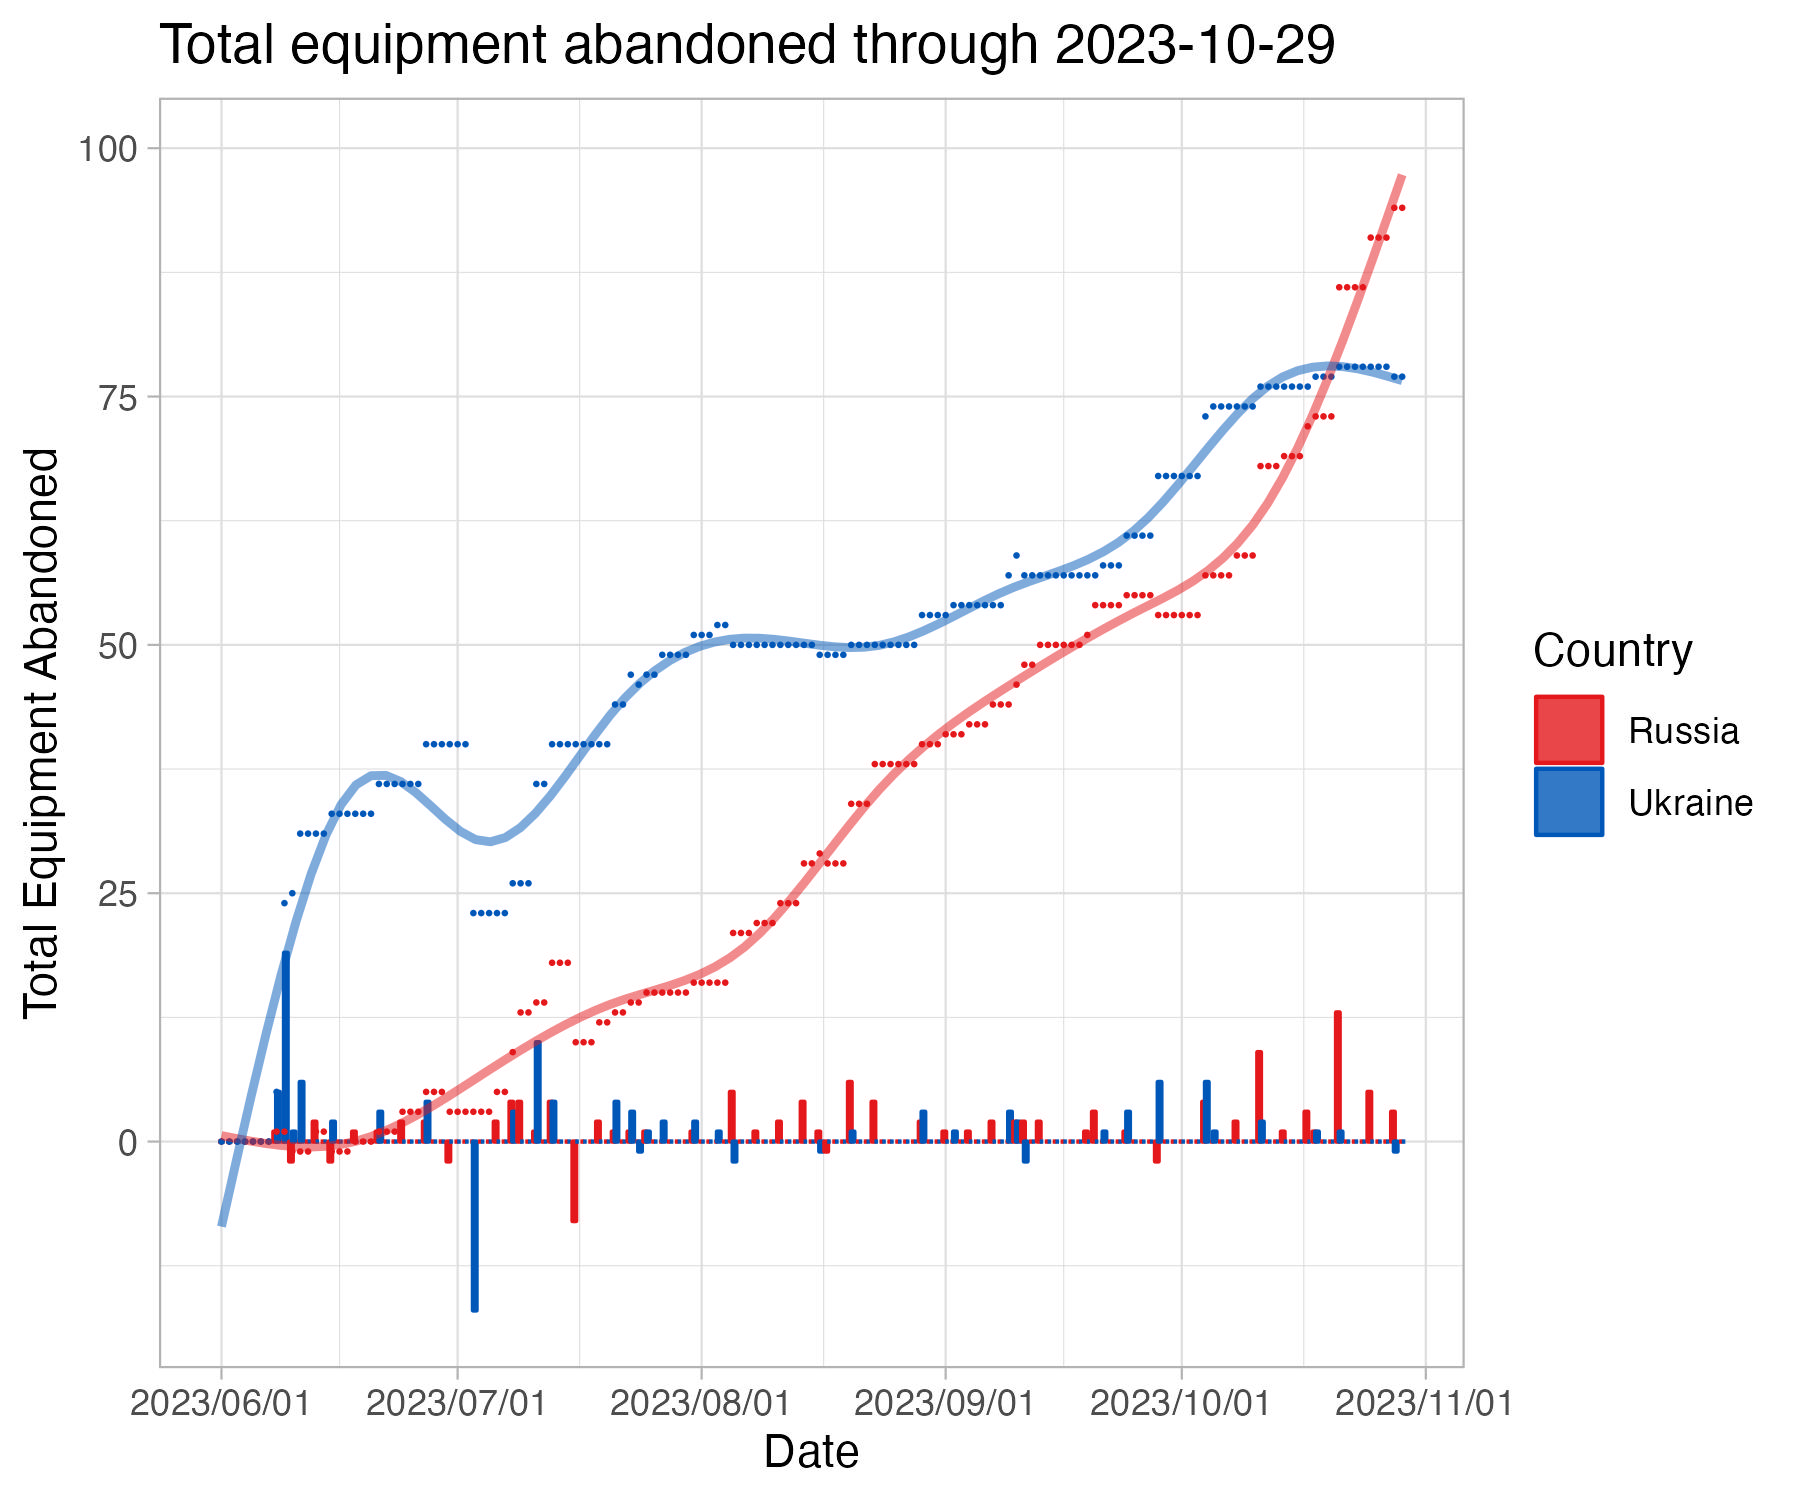 Total equipment abandoned through 2023-10-29
Total Equipment Abandoned
100
75
50
25
0
2023/06/01 2023/07/01 2023/08/01 2023/09/01 2023/10/01 2023/11/01
Date
Country
Russia
Ukraine